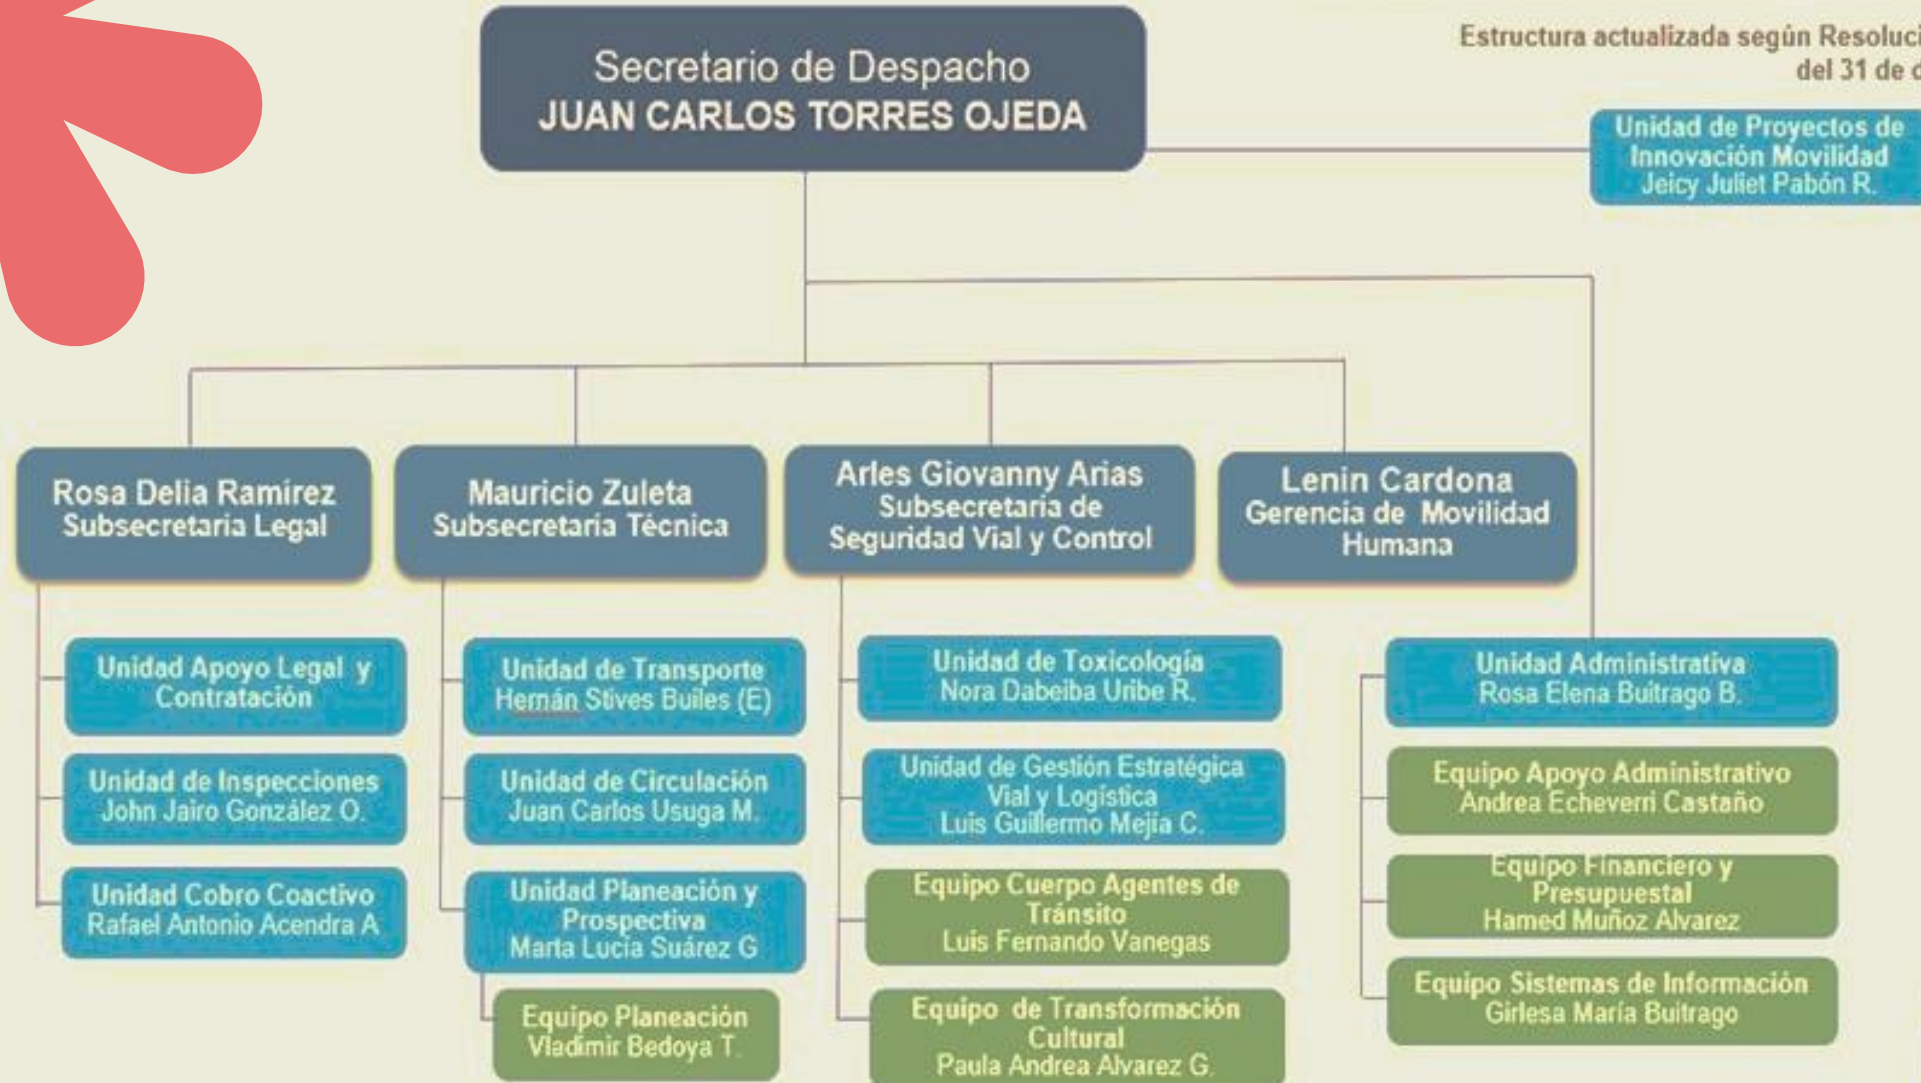 Estructura actualizada según
del 31 de
Secretario de Despacho
JUAN CARLOS TORRES OJEDA
Unidad de Proyectos de
Innovación Movilidad
Jeicy Juliet Pabón R.
Rosa Delia Ramírez
Subsecretaria Legal
Mauricio Zuleta
Subsecretaria Técnica
Arles Giovanny Arias
Subsecretaría de
Seguridad Vial y Control
Lenin Cardona
Gerencia de Movilidad
Humana
Unidad Apoyo Legal y
Contratación
Unidad de Inspecciones
John Jairo González O.
Unidad Cobro Coactivo
Rafael Antonio Acendra A
Unidad de Transporte
Hernán Stives Builes (E)
Unidad de Circulación
Juan Carlos Usuga M.
Unidad Planeación y
Prospectiva
Marta Lucía Suárez G
Equipo Planeación
Vladimir Bedoya T.
Unidad de Toxicología
Nora Dabeiba Uribe R.
Unidad de Gestión Estratégica
Vial y Logística
Luis Guillermo Mejía C.
Equipo Cuerpo Agentes de
Tránsito
Luis Fernando Vanegas
Equipo de Transformación
Cultural
Paula Andrea Alvarez G.
Unidad Administrativa
Rosa Elena Buitrago B.
Equipo Apoyo Administrativo
Andrea Echeverri Castaño
Equipo Financiero y
Presupuestal
Hamed Muñoz Alvarez
Equipo Sistemas de Información
Girlesa María Buitrago